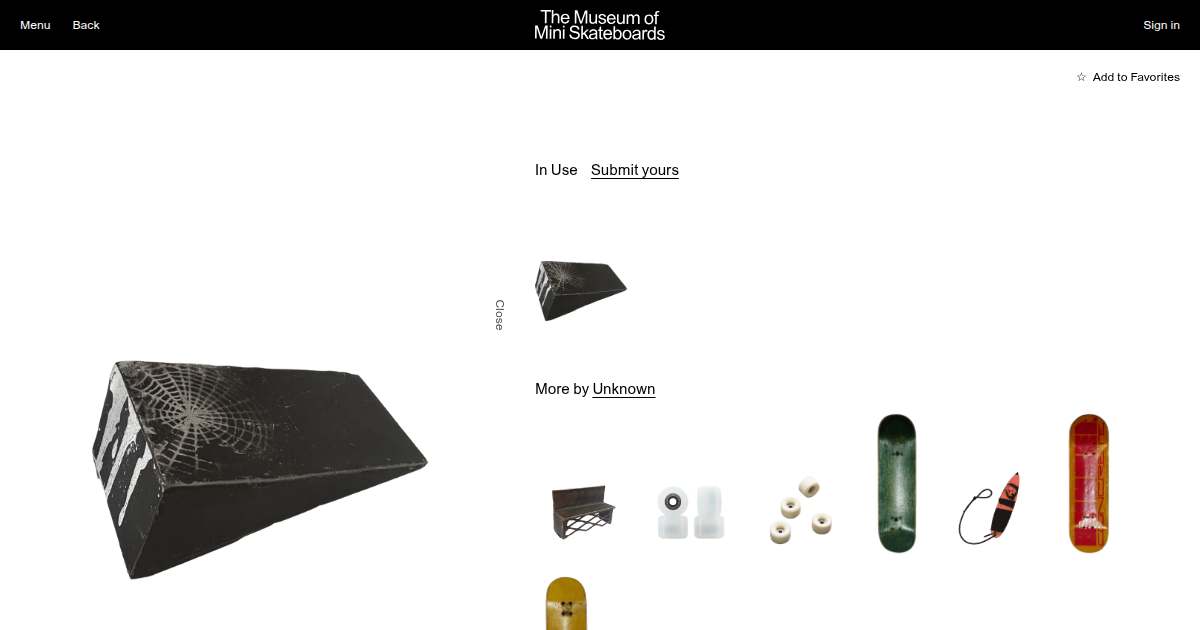 Menu
Back
The Museum of
Mini Skateboards
Sign in
☆ Add to Favorites
In Use
Submit yours
Close
More by Unknown